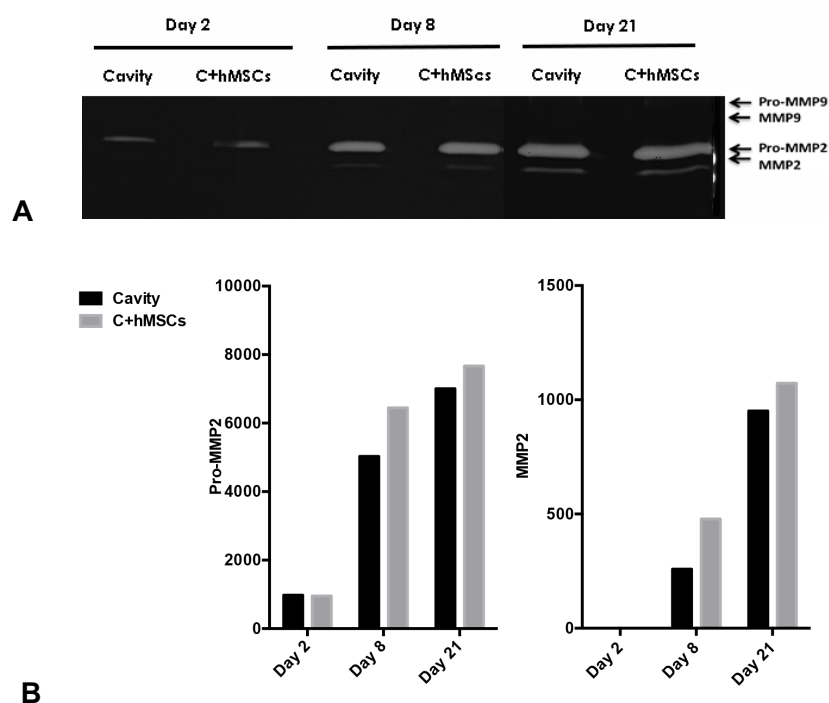 Day 2 Day 8 Day 21
Cavity C+hMSCs Cavity C+hMSCs Cavity C+hMSCs
Pro-MMP9
MMP9
Pro-MMP2
MMP2
A
Cavity
C+hMSCs
Pro-MMP2
10000
8000
6000
4000
2000
0
Day 2 Day 8 Day 21
MMP2
1500
1000
500
0
Day 2 Day 8 Day 21
B